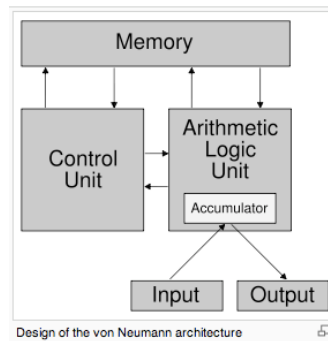 Memory
Control
Unit
Arithmetic
Logic
Unit
Accumulator
Input
Output
Design of the von Neumann architecture